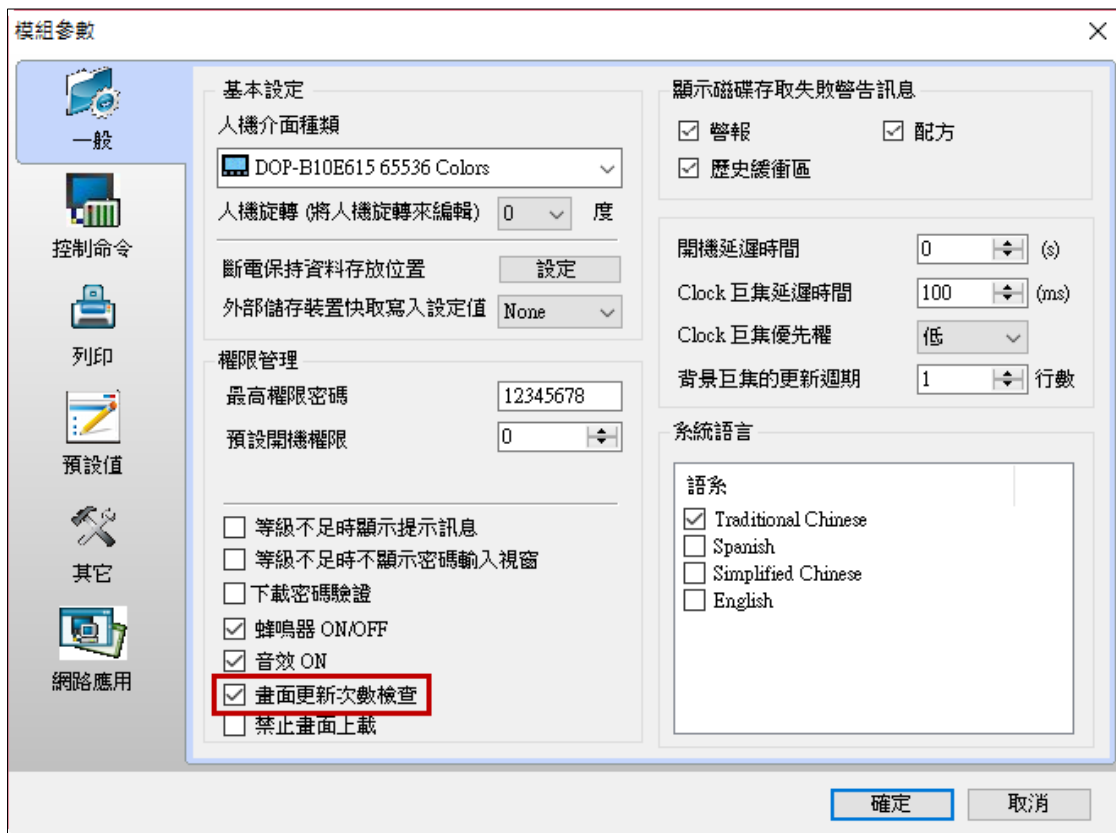 模組參數
一般
控制命令
列印
預設值
其它
網路應用
基本設定
人機介面種類
DOP-B10E615 65536 Colors
人機旋轉 (將人機旋轉來編輯) 0 度
斷電保持資料存放位置 設定
外部儲存裝置快取寫入設定值 None
權限管理
最高權限密碼 12345678
預設開機權限 0
等級不足時顯示提示訊息
等級不足時不顯示密碼輸入視窗
下載密碼驗證
蜂鳴器 ON/OFF
音效 ON
畫面更新次數檢查
禁止畫面上載
顯示磁碟存取失敗警告訊息
警報 配方
歷史緩衝區
開機延遲時間 0 (s)
Clock 巨集延遲時間 100 (ms)
Clock 巨集優先權 低
背景巨集的更新週期 1 行數
系統語言
語系
Traditional Chinese
Spanish
Simplified Chinese
English
確定 取消